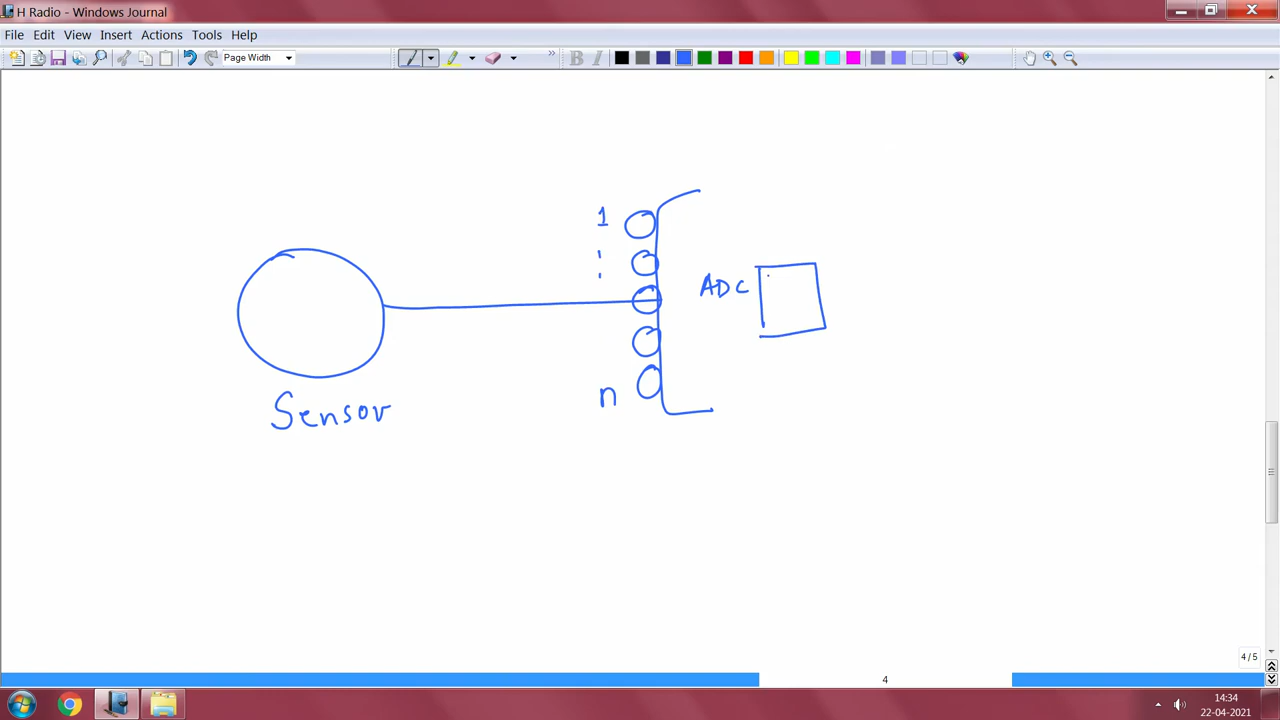 H Radio - Windows Journal
File Edit View Insert Actions Tools Help
Page Width
B I
1
ADC
n
Sensor
4/5
4
14:34
22-04-2021